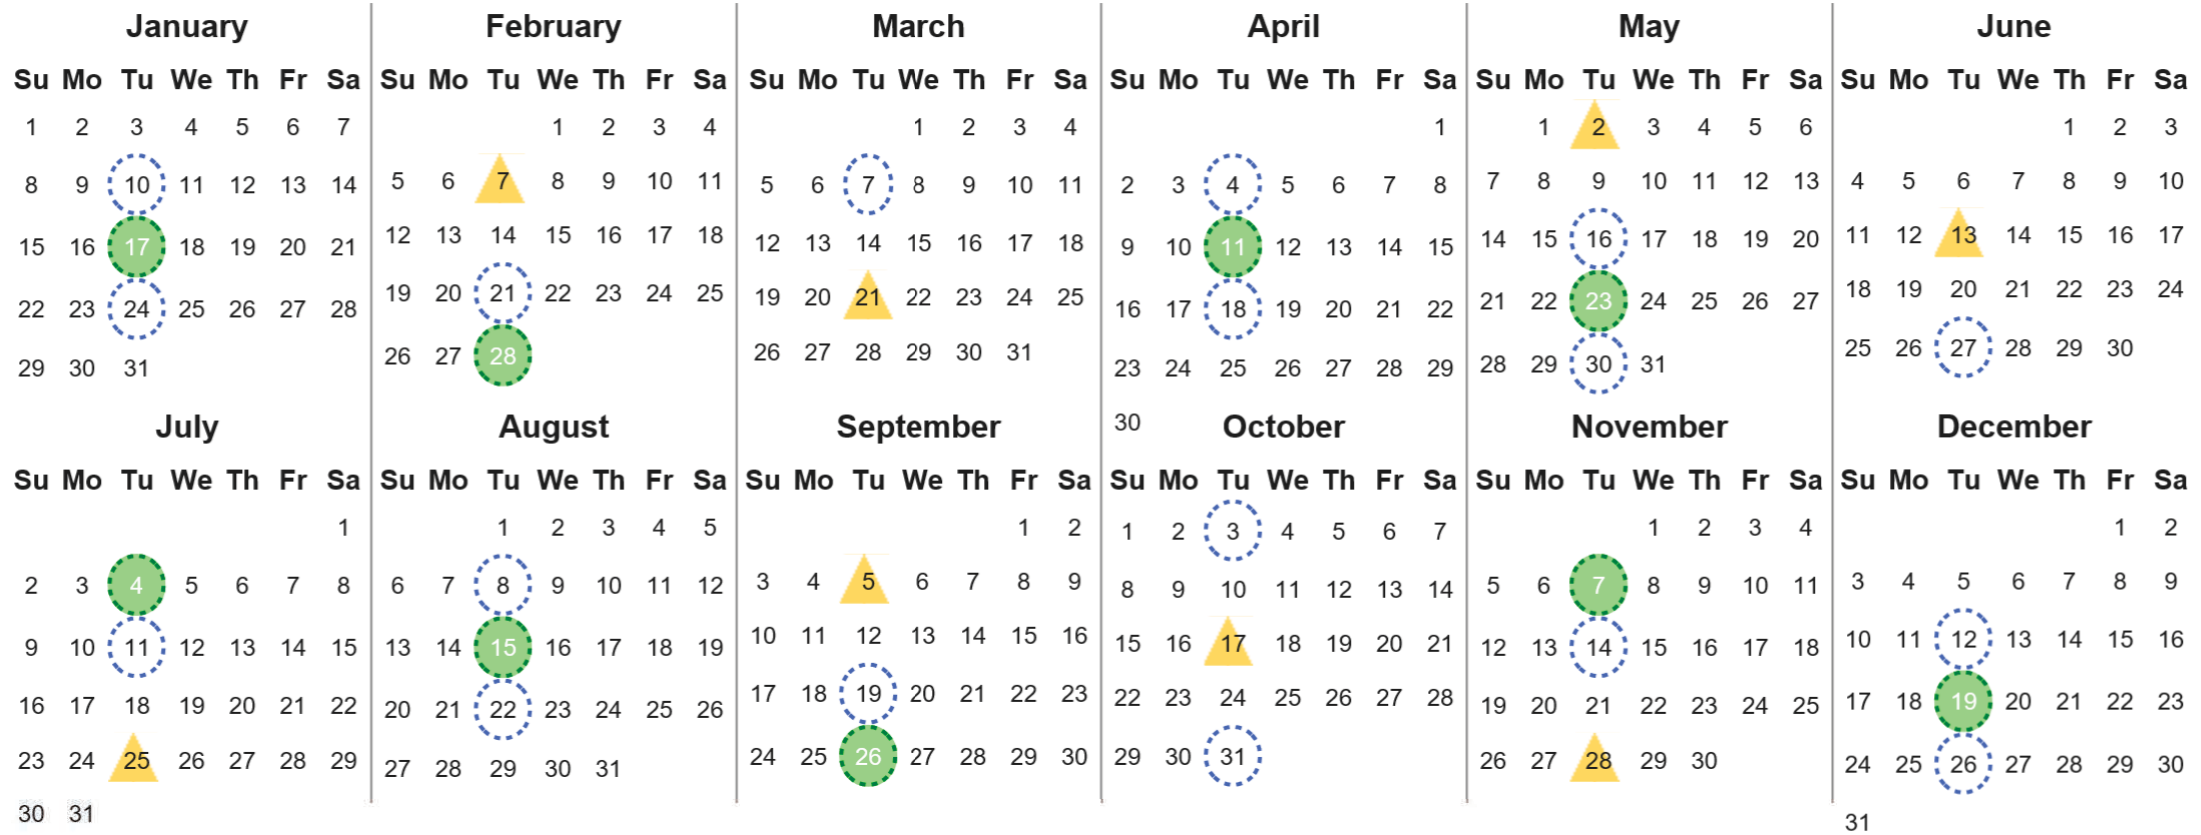 January
Su Mo Tu We Th Fr Sa
1 2 3 4 5 6 7
8 9 10 11 12 13 14
15 16 17 18 19 20 21
22 23 24 25 26 27 28
29 30 31
February
Su Mo Tu We Th Fr Sa
1 2 3 4
5 6 7 8 9 10 11
12 13 14 15 16 17 18
19 20 21 22 23 24 25
26 27 28
March
Su Mo Tu We Th Fr Sa
1 2 3 4
5 6 7 8 9 10 11
12 13 14 15 16 17 18
19 20 21 22 23 24 25
26 27 28 29 30 31
April
Su Mo Tu We Th Fr Sa
1
2 3 4 5 6 7 8
9 10 11 12 13 14 15
16 17 18 19 20 21 22
23 24 25 26 27 28 29
30
May
Su Mo Tu We Th Fr Sa
1 2 3 4 5 6
7 8 9 10 11 12 13
14 15 16 17 18 19 20
21 22 23 24 25 26 27
28 29 30 31
June
Su Mo Tu We Th Fr Sa
1 2 3
4 5 6 7 8 9 10
11 12 13 14 15 16 17
18 19 20 21 22 23 24
25 26 27 28 29 30
July
Su Mo Tu We Th Fr Sa
1
2 3 4 5 6 7 8
9 10 11 12 13 14 15
16 17 18 19 20 21 22
23 24 25 26 27 28 29
30 31
August
Su Mo Tu We Th Fr Sa
1 2 3 4 5
6 7 8 9 10 11 12
13 14 15 16 17 18 19
20 21 22 23 24 25 26
27 28 29 30 31
September
Su Mo Tu We Th Fr Sa
1 2
3 4 5 6 7 8 9
10 11 12 13 14 15 16
17 18 19 20 21 22 23
24 25 26 27 28 29 30
October
Su Mo Tu We Th Fr Sa
1 2 3 4 5 6 7
8 9 10 11 12 13 14
15 16 17 18 19 20 21
22 23 24 25 26 27 28
29 30 31
November
Su Mo Tu We Th Fr Sa
1 2 3 4
5 6 7 8 9 10 11
12 13 14 15 16 17 18
19 20 21 22 23 24 25
26 27 28 29 30
December
Su Mo Tu We Th Fr Sa
1 2
3 4 5 6 7 8 9
10 11 12 13 14 15 16
17 18 19 20 21 22 23
24 25 26 27 28 29 30
31